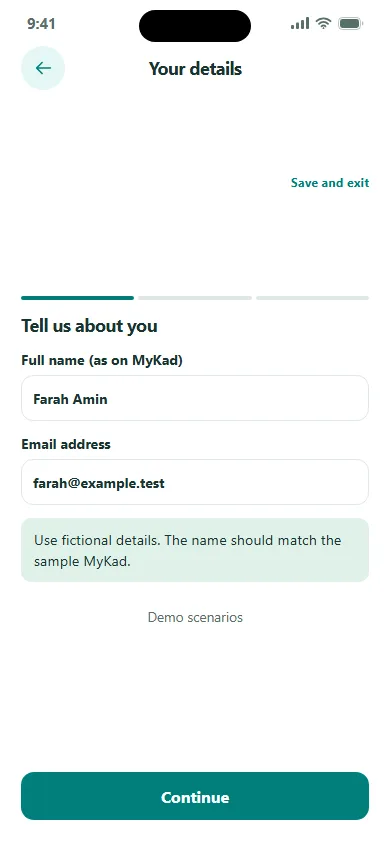 9:41
Your details
Save and exit
Tell us about you
Full name (as on MyKad)
Farah Amin
Email address
farah@example.test
Use fictional details. The name should match the
sample MyKad.
Demo scenarios
Continue